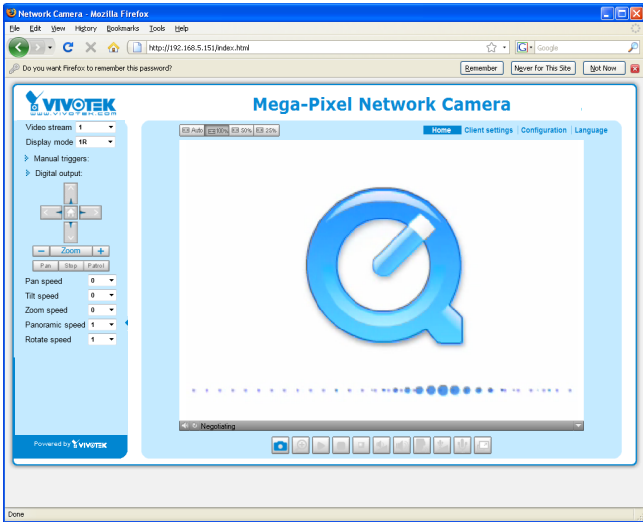 Network Camera - Mozilla Firefox
File Edit View History Bookmarks Tools Help
http://192.168.5.151/index.html
Google
Do you want Firefox to remember this password?
Remember Never for This Site Not Now
VIVOTEK
www.vivotek.com
Mega-Pixel Network Camera
Video stream 1
Auto 100% 50% 25%
Home Client settings Configuration Language
Display mode 1R
Manual triggers:
Digital output:
Zoom
Pan Stop Patrol
Pan speed 0
Tilt speed 0
Zoom speed 0
Panoramic speed 1
Rotate speed 1
Negotiating
Powered by VIVOTEK
Done